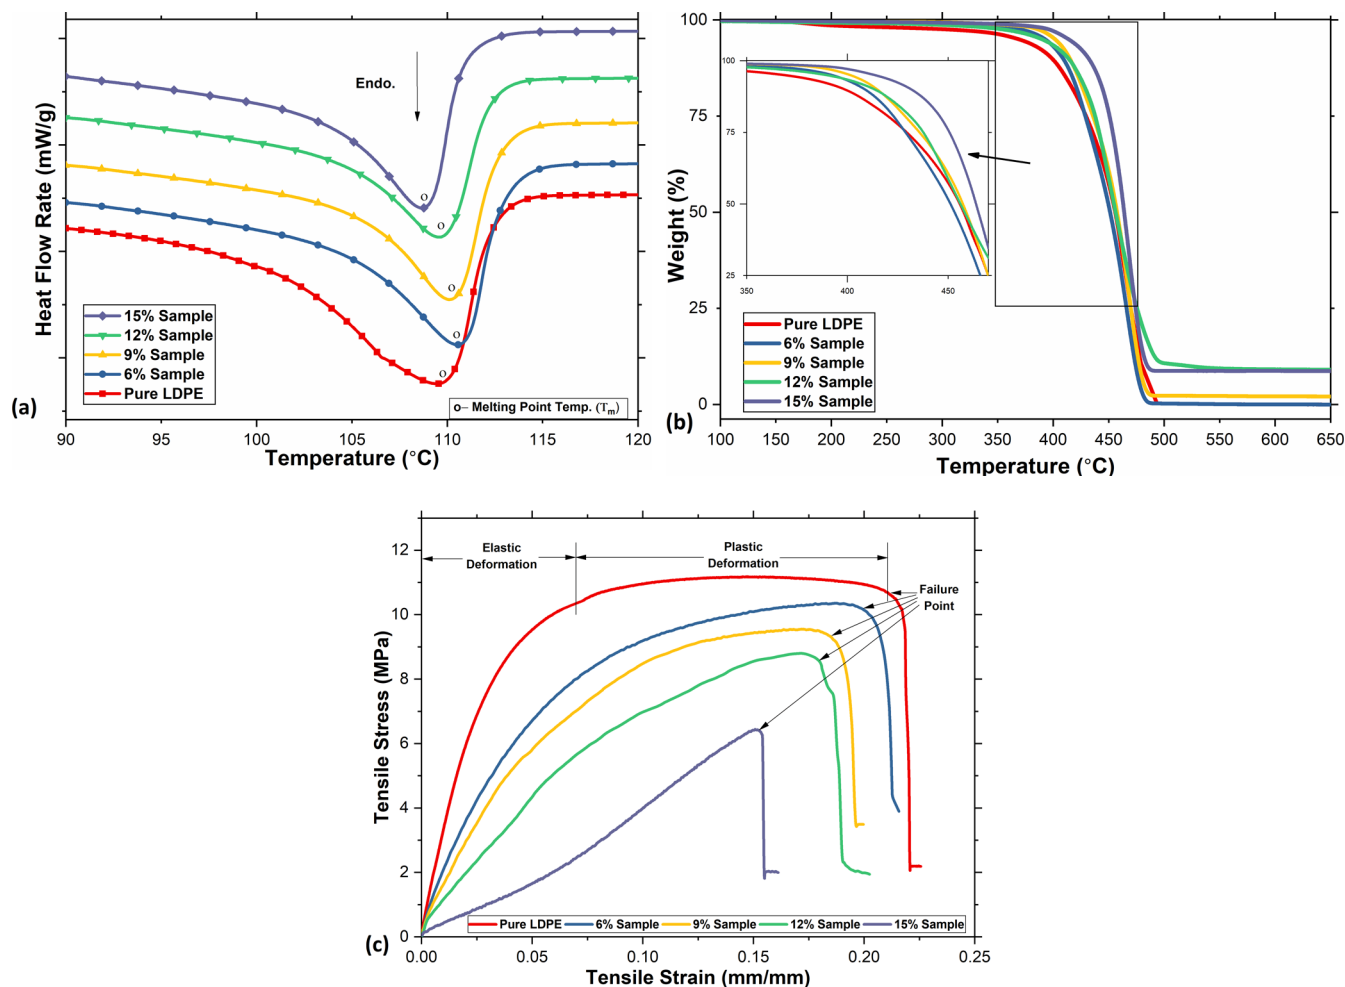 Heat Flow Rate (mW/g)
Endo.
o
o
o
o
o
15% Sample
12% Sample
9% Sample
6% Sample
Pure LDPE
o– Melting Point Temp. (Tm)
(a)
90 95 100 105 110 115 120
Temperature (°C)
Weight (%)
100
75
50
25
0
100
75
50
25
350 400 450
Pure LDPE
6% Sample
9% Sample
12% Sample
15% Sample
(b)
100 150 200 250 300 350 400 450 500 550 600 650
Temperature (°C)
Tensile Stress (MPa)
12
10
8
6
4
2
0
Elastic
Deformation
Plastic
Deformation
Failure
Point
Pure LDPE 6% Sample 9% Sample 12% Sample 15% Sample
(c)
0.00 0.05 0.10 0.15 0.20 0.25
Tensile Strain (mm/mm)